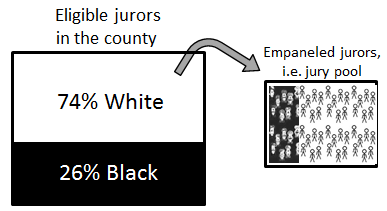 Eligible jurors
in the county
74% White
26% Black
Empaneled jurors,
i.e. jury pool